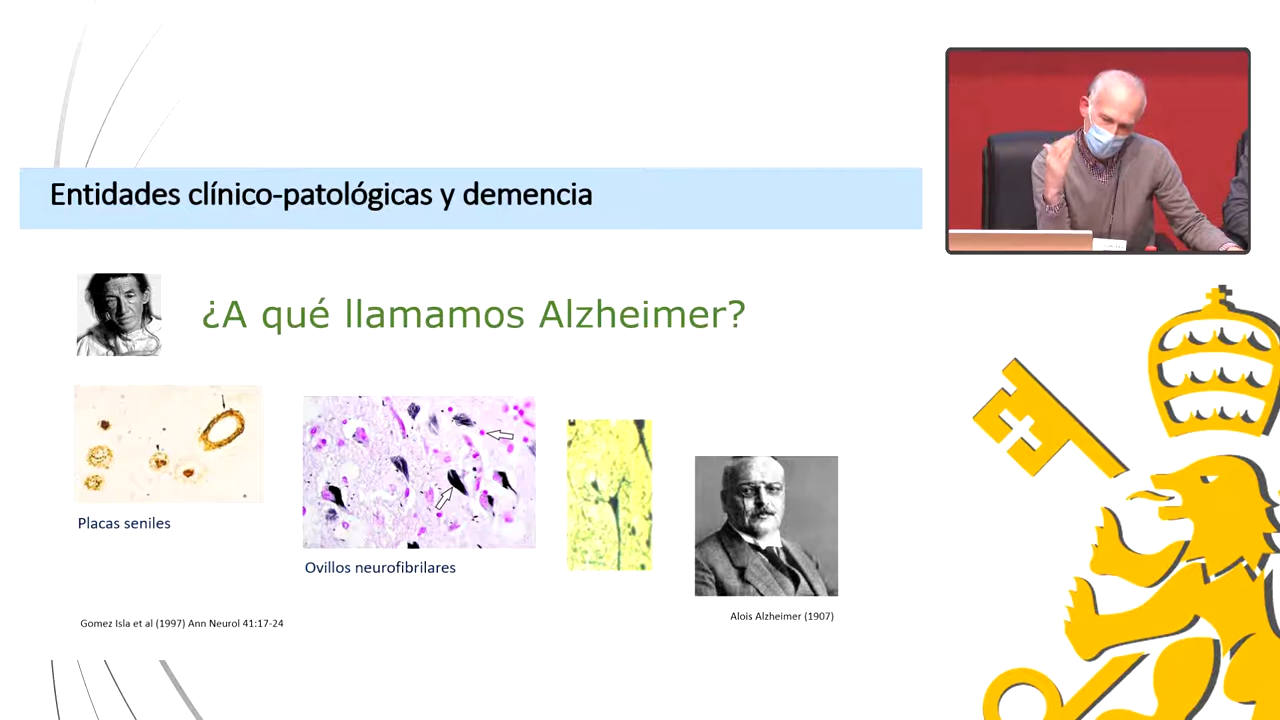 Entidades clínico-patológicas y demencia
¿A qué llamamos Alzheimer?
Placas seniles
Ovillos neurofibrilares
Alois Alzheimer (1907)
Gomez Isla et al (1997) Ann Neurol 41:17-24